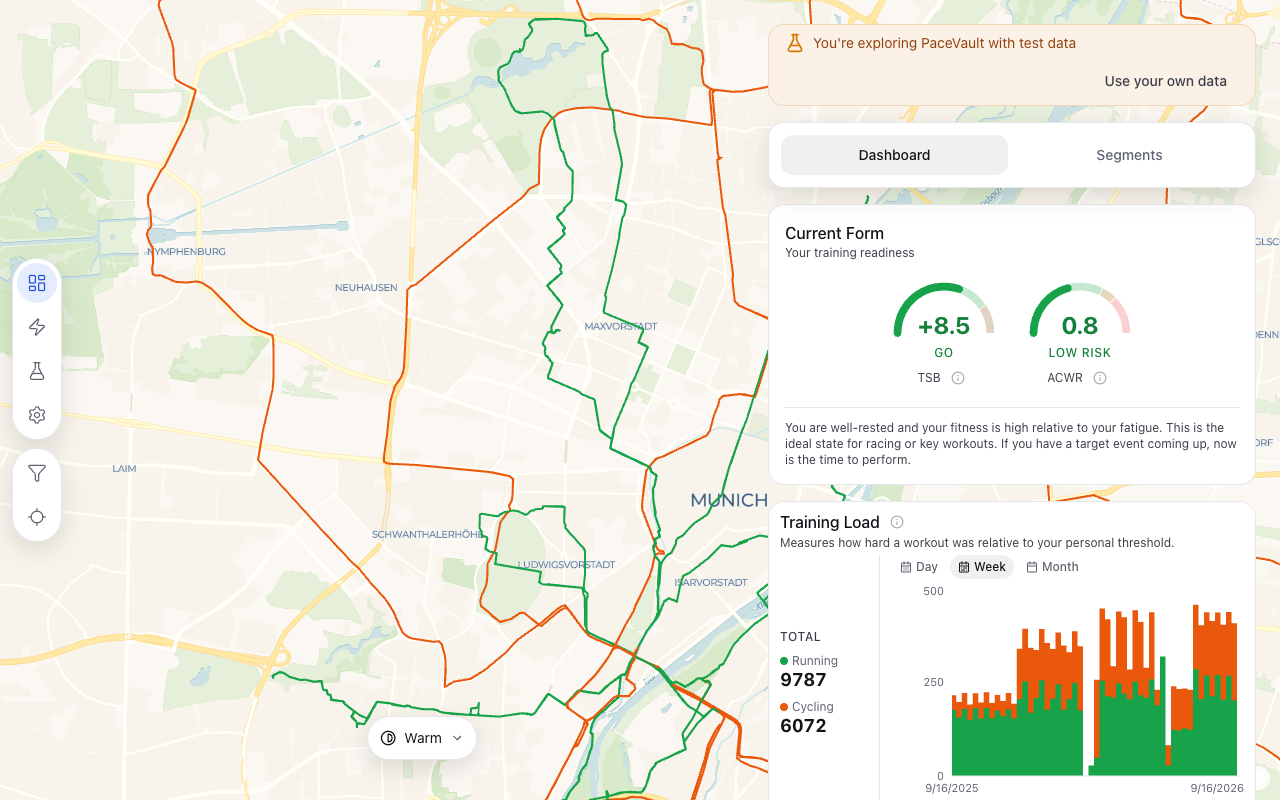 You're exploring PaceVault with test data
Use your own data
Dashboard
Segments
Current Form
Your training readiness
+8.5
0.8
GO
LOW RISK
TSB
ACWR
You are well-rested and your fitness is high relative to your fatigue. This is the
ideal state for racing or key workouts. If you have a target event coming up, now
is the time to perform.
Training Load
Measures how hard a workout was relative to your personal threshold.
Day
Week
Month
500
250
0
9/16/2025
9/16/2026
TOTAL
Running
9787
Cycling
6072
NYMPHENBURG
NEUHAUSEN
MAXVORSTADT
LAIM
MUNICH
SCHWANTHALERHÖHE
LUDWIGSVORSTADT
ISARVORSTADT
Warm